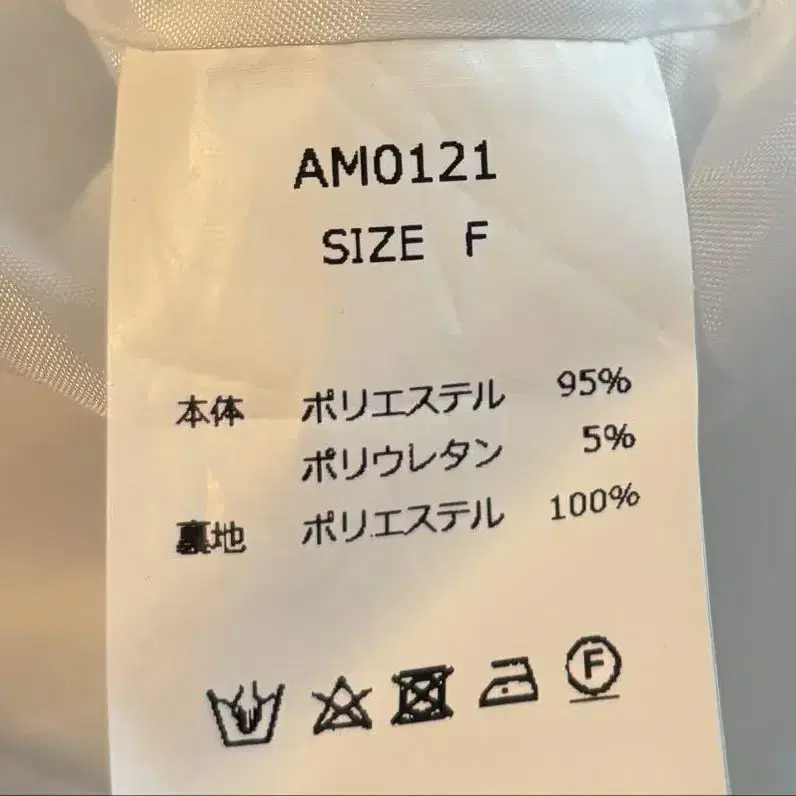 AM0121
SIZE F
本体 ポリエステル 95%
ポリウレタン 5%
裏地 ポリエステル 100%
F